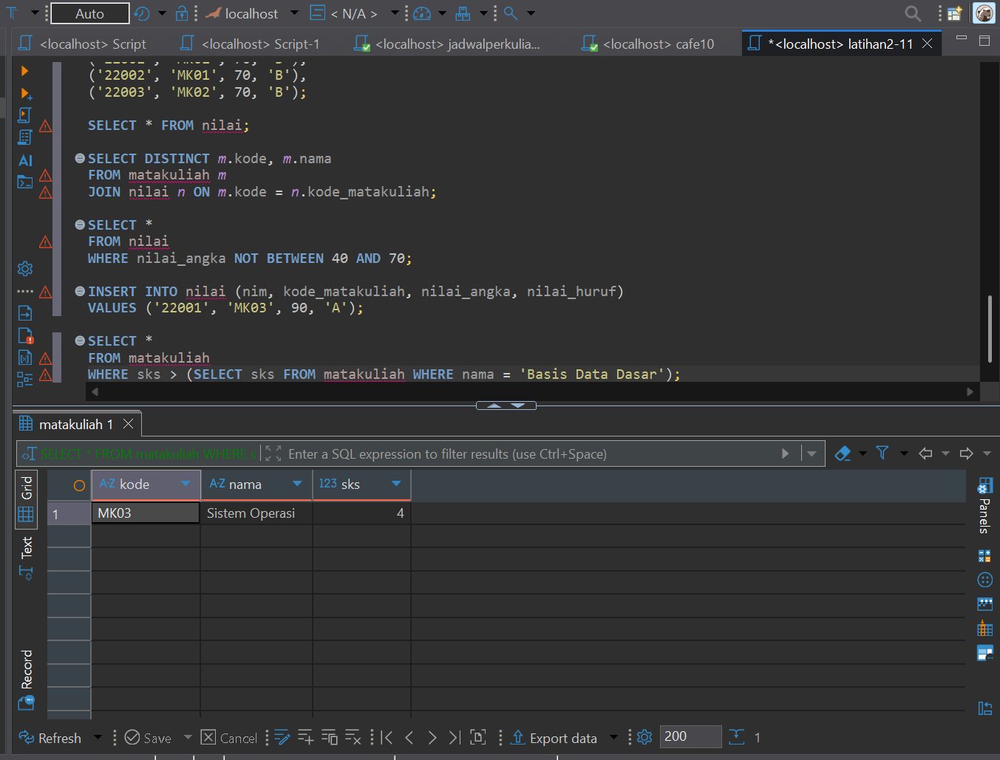 Auto
localhost
< N/A >
<localhost> Script
<localhost> Script-1
<localhost> jadwalperkulia...
<localhost> cafe10
*<localhost> latihan2-11
('22002', 'MK01', 70, 'B'),
('22003', 'MK02', 70, 'B');
SELECT * FROM nilai;
SELECT DISTINCT m.kode, m.nama
FROM matakuliah m
JOIN nilai n ON m.kode = n.kode_matakuliah;
SELECT *
FROM nilai
WHERE nilai_angka NOT BETWEEN 40 AND 70;
INSERT INTO nilai (nim, kode_matakuliah, nilai_angka, nilai_huruf)
VALUES ('22001', 'MK03', 90, 'A');
SELECT *
FROM matakuliah
WHERE sks > (SELECT sks FROM matakuliah WHERE nama = 'Basis Data Dasar');
AI
matakuliah 1
SELECT * FROM matakuliah WHERE s
Enter a SQL expression to filter results (use Ctrl+Space)
Grid
Text
Record
A-Z kode
A-Z nama
123 sks
1
MK03
Sistem Operasi
4
Panels
Refresh
Save
Cancel
Export data
200
1